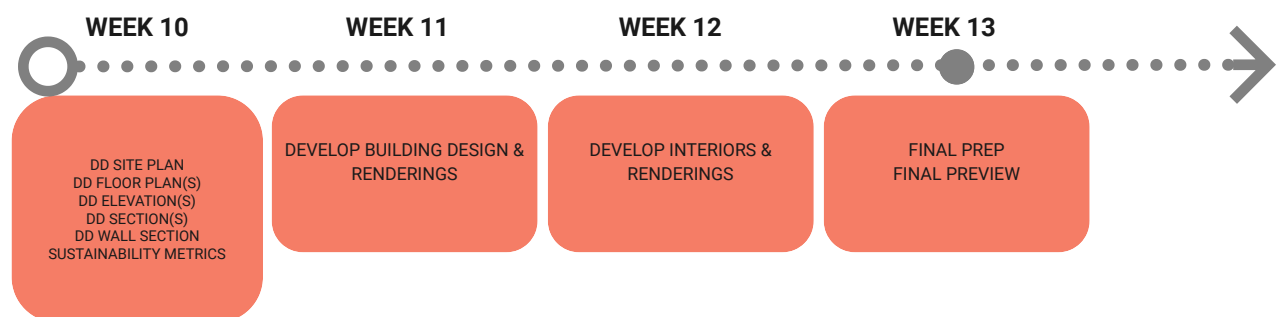 WEEK 10
WEEK 11
WEEK 12
WEEK 13
DD SITE PLAN
DD FLOOR PLAN(S)
DD ELEVATION(S)
DD SECTION(S)
DD WALL SECTION
SUSTAINABILITY METRICS
DEVELOP BUILDING DESIGN &
RENDERINGS
DEVELOP INTERIORS &
RENDERINGS
FINAL PREP
FINAL PREVIEW